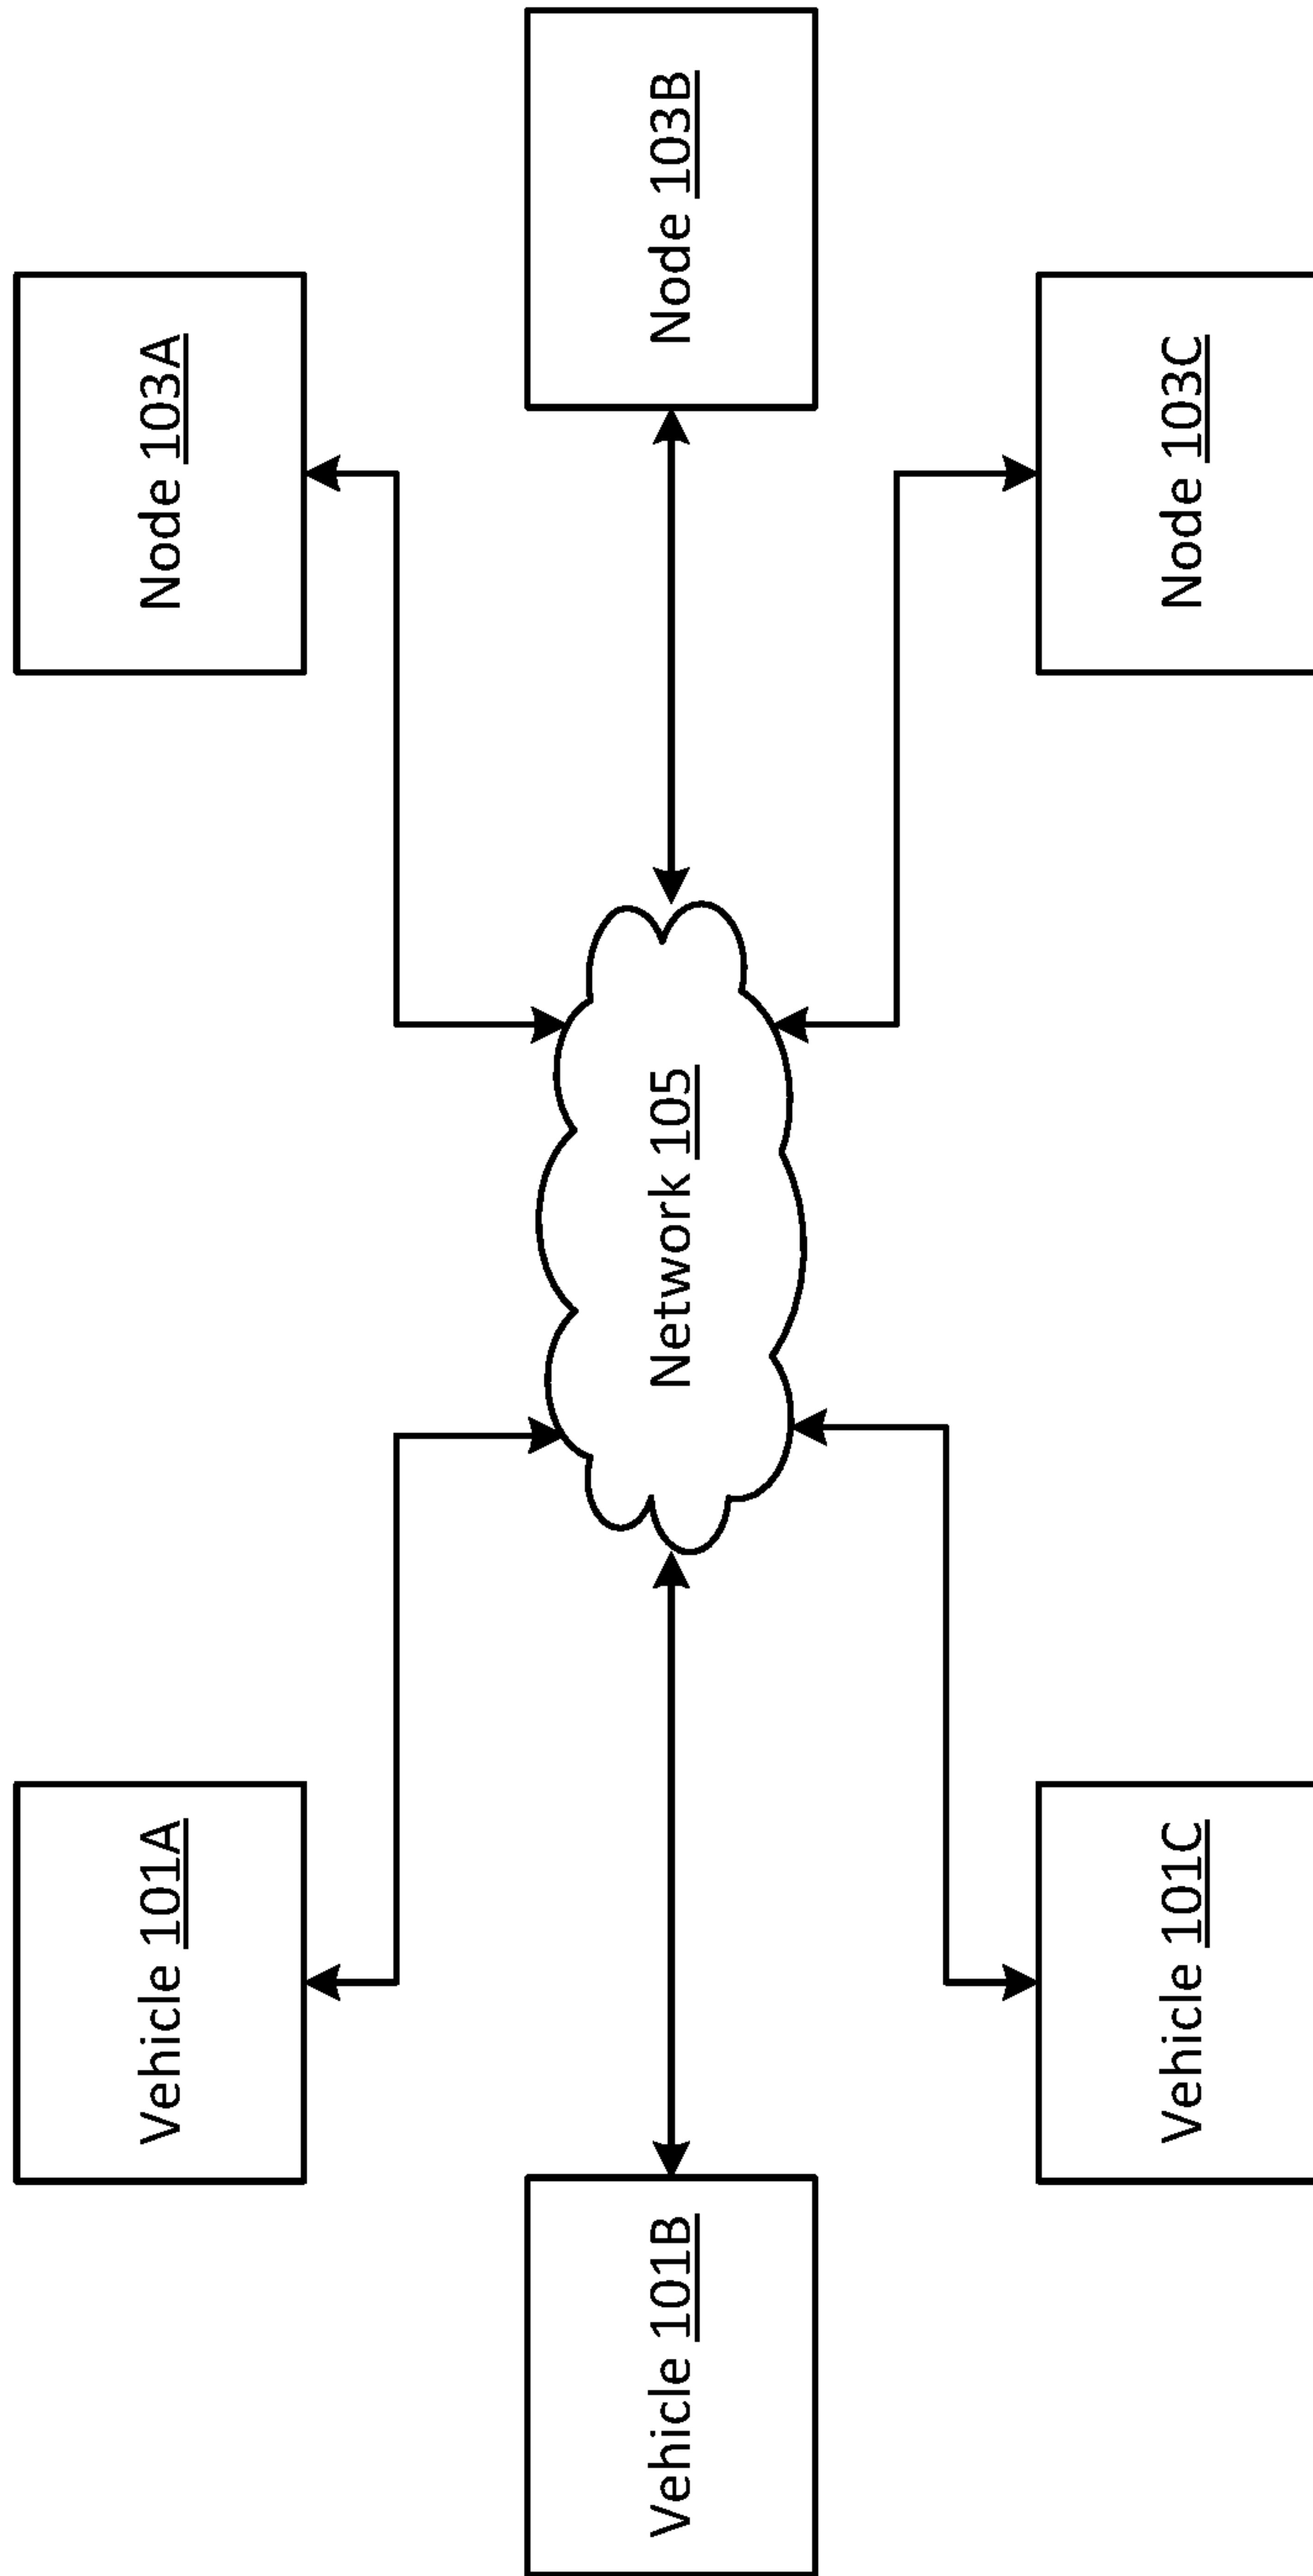 Vehicle 101A
Node 103A
Vehicle 101B
Network 105
Node 103B
Vehicle 101C
Node 103C